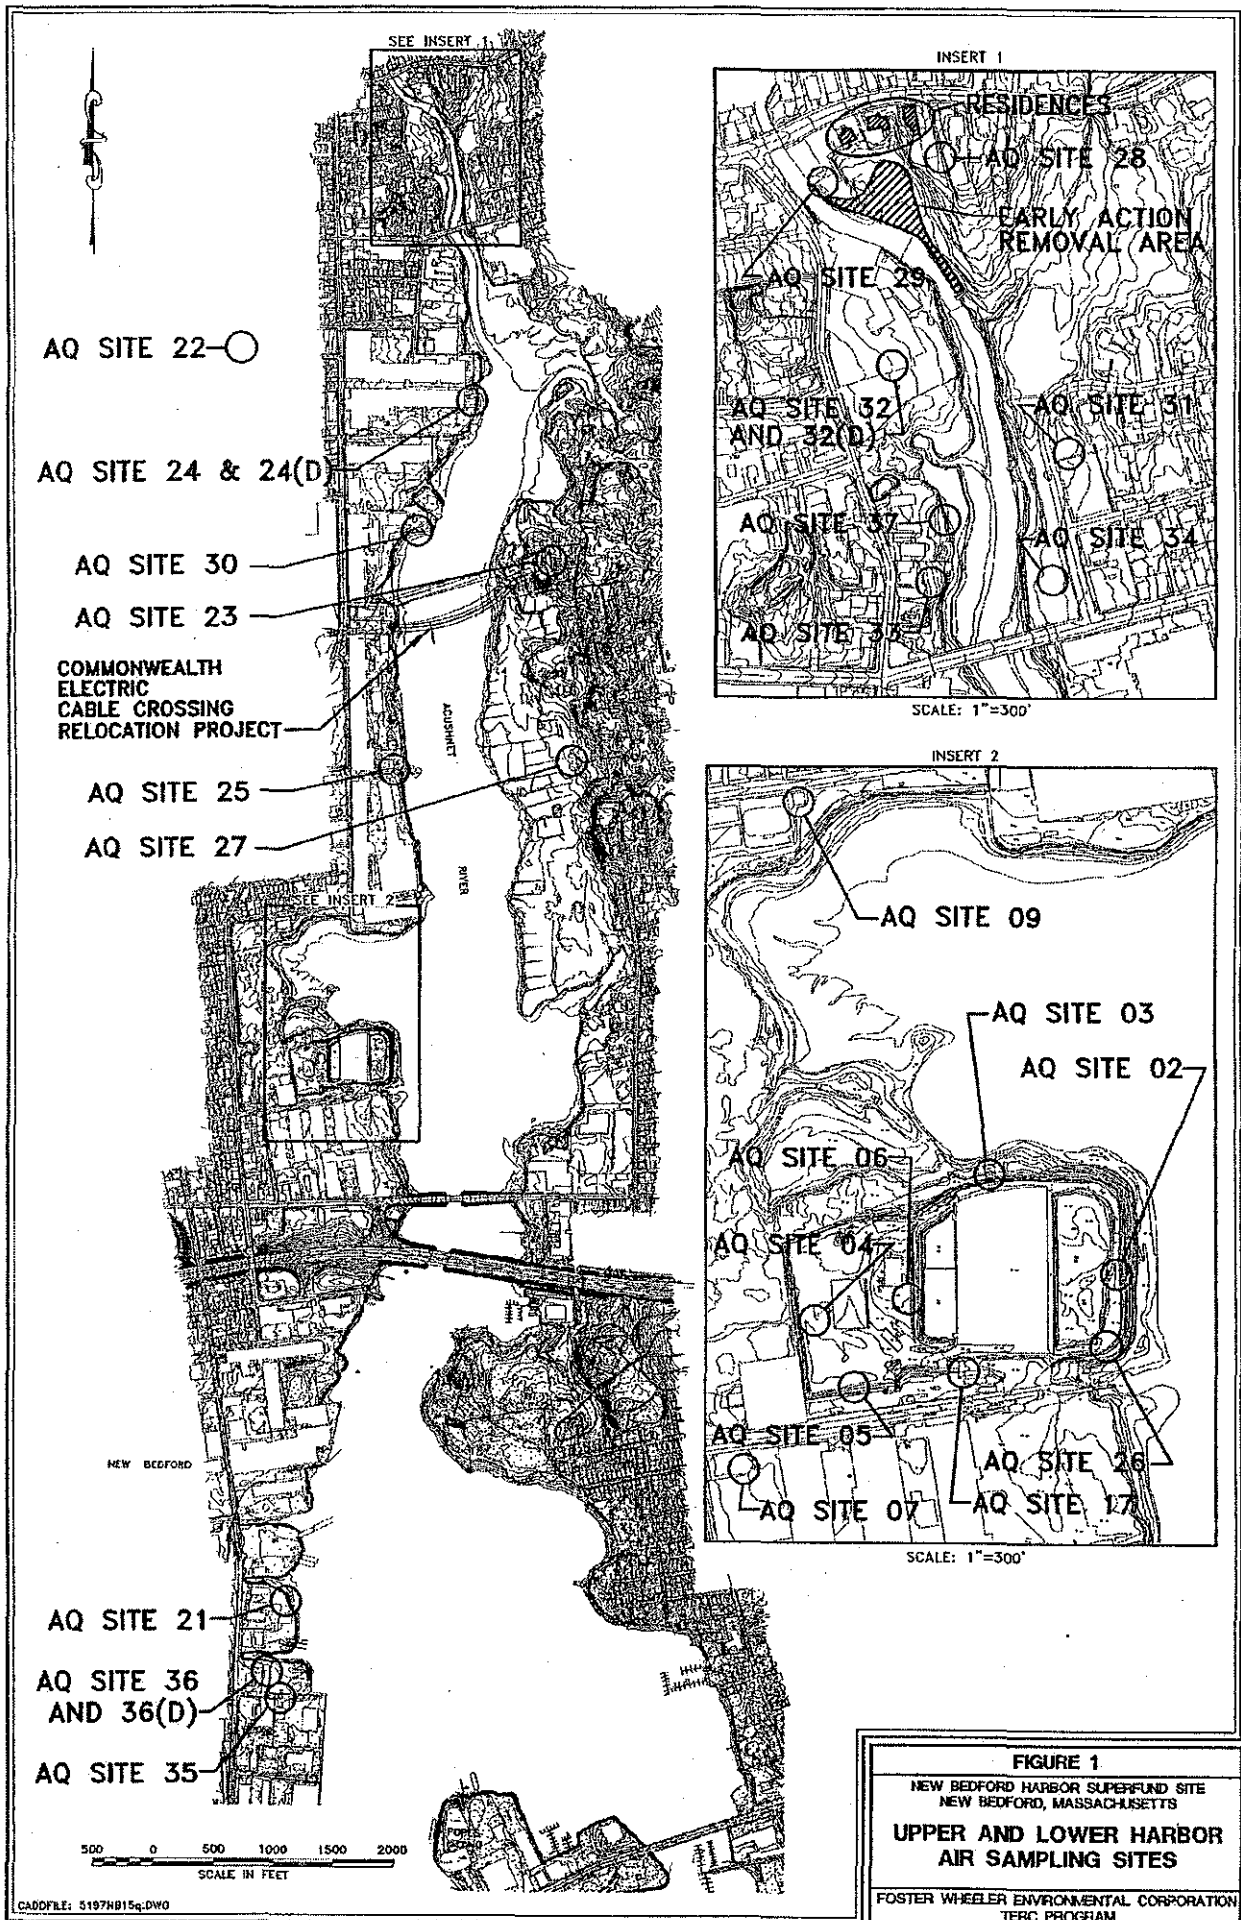 SEE INSERT 1
AQ SITE 22
AQ SITE 24 & 24(D)
AQ SITE 30
AQ SITE 23
COMMONWEALTH
ELECTRIC
CABLE CROSSING
RELOCATION PROJECT
ACUSHNET
RIVER
AQ SITE 25
AQ SITE 27
SEE INSERT 2
NEW BEDFORD
AQ SITE 21
AQ SITE 36
AND 36(D)
AQ SITE 35
500 0 500 1000 1500 2000
SCALE IN FEET
CADDFILE: 5197HB15q.DWG
INSERT 1
RESIDENCES
AQ SITE 28
EARLY ACTION
REMOVAL AREA
AQ SITE 29
AQ SITE 32
AND 32(D)
AQ SITE 31
AQ SITE 37
AQ SITE 34
AQ SITE 33
SCALE: 1"=300'
INSERT 2
AQ SITE 09
AQ SITE 03
AQ SITE 02
AQ SITE 06
AQ SITE 04
AQ SITE 05
AQ SITE 26
AQ SITE 07
AQ SITE 17
SCALE: 1"=300'
FIGURE 1
NEW BEDFORD HARBOR SUPERFUND SITE
NEW BEDFORD, MASSACHUSETTS
UPPER AND LOWER HARBOR
AIR SAMPLING SITES
FOSTER WHEELER ENVIRONMENTAL CORPORATION
TERC PROGRAM